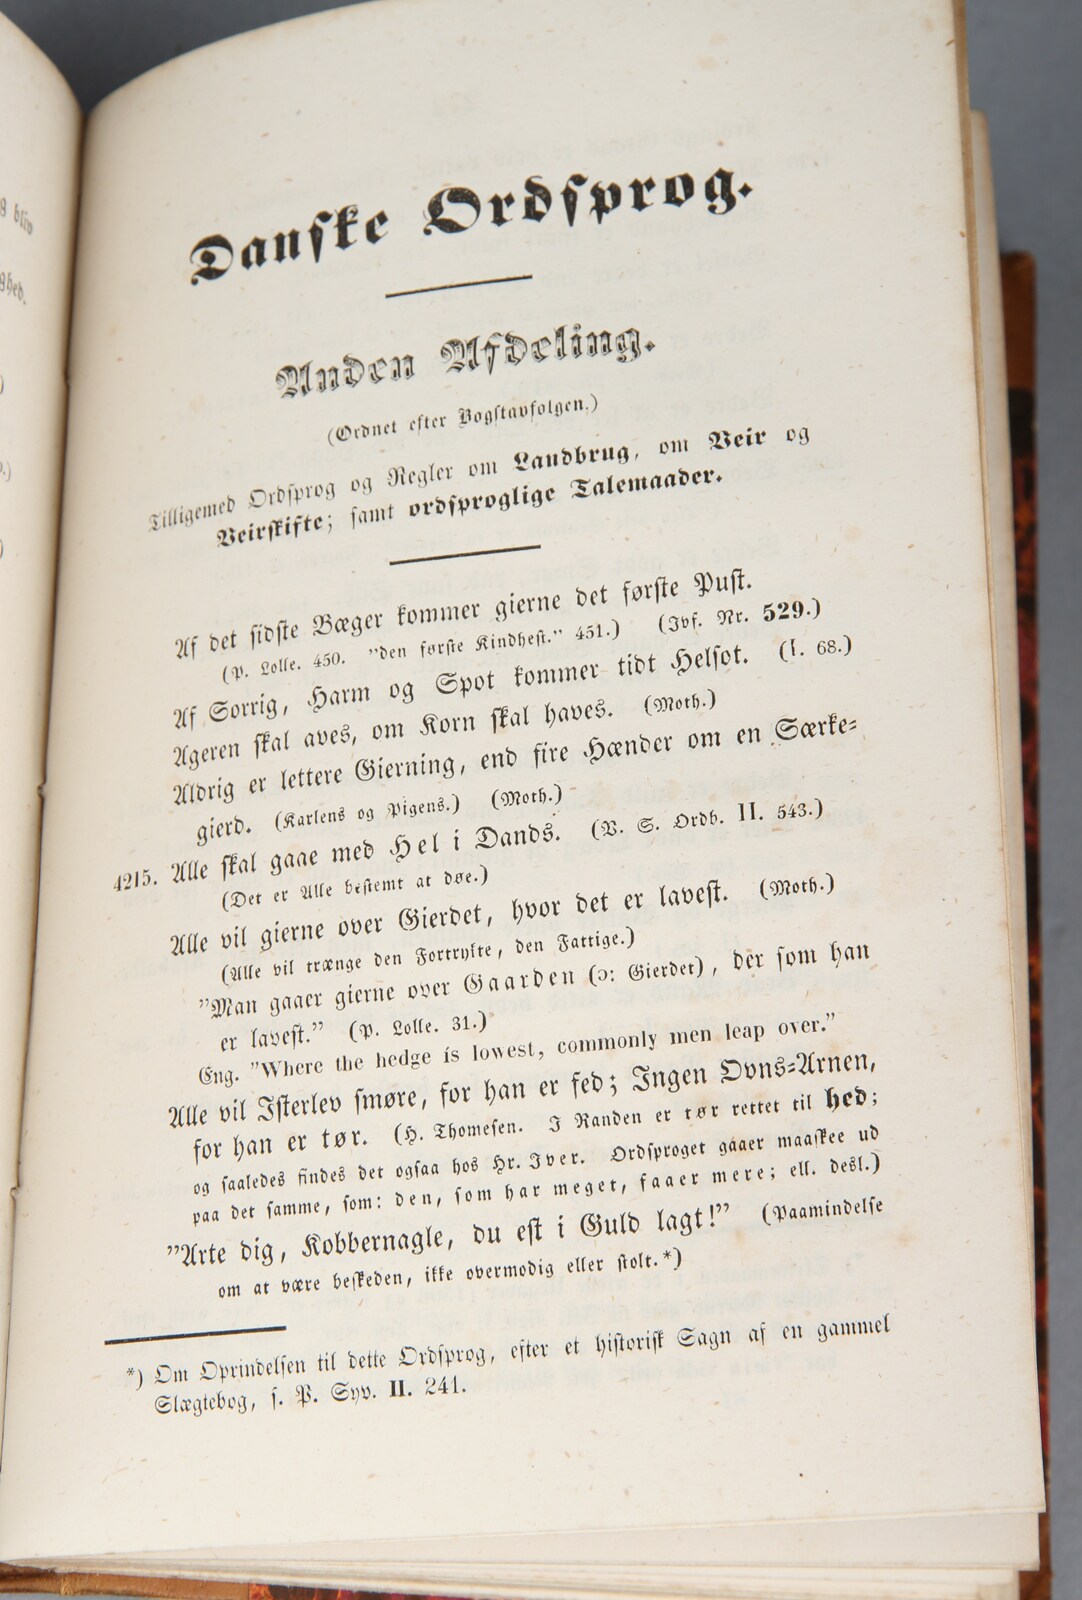 g bliv
ghed.
)
.)
)
Danske Ordsprog.
Anden Afdeling.
(Ordnet efter Bogstavfolgen.)
Tilligemed Ordsprog og Regler om Landbrug, om Veir og
Veirskifte; samt ordsproglige Talemaader.
Af det sidste Bæger kommer gierne det første Pust.
(P. Lolle. 450. "den første Kindhest." 451.) (Jvf. Nr. 529.)
Af Sorrig, Harm og Spot kommer tidt Helsot. (l. 68.)
Ageren skal aves, om Korn skal haves. (Moth.)
Aldrig er lettere Gierning, end fire Hænder om en Særke-
gierd. (Karlens og Pigens.) (Moth.)
4215. Alle skal gaae med Hel i Dands. (V. S. Ordb. II. 543.)
(Det er Alle bestemt at døe.)
Alle vil gierne over Gierdet, hvor det er lavest. (Moth.)
(Alle vil trænge den Fortrykte, den Fattige.)
"Man gaaer gierne over Gaarden (ɔ: Gierdet), der som han
er lavest." (P. Lolle. 31.)
Eng. "Where the hedge is lowest, commonly men leap over."
Alle vil Isterlev smøre, for han er fed; Ingen Ovns-Arnen,
for han er tør. (H. Thomesen. I Randen er tør rettet til hed;
og saaledes findes det ogsaa hos Hr. Iver. Ordsproget gaaer maaskee ud
paa det samme, som: den, som har meget, faaer mere; ell. desl.)
"Arte dig, Kobbernagle, du est i Guld lagt!" (Paamindelse
om at være beskeden, ikke overmodig eller stolt.*)
*) Om Oprindelsen til dette Ordsprog, efter et historisk Sagn af en gammel
Slægtebog, s. P. Syv. II. 241.